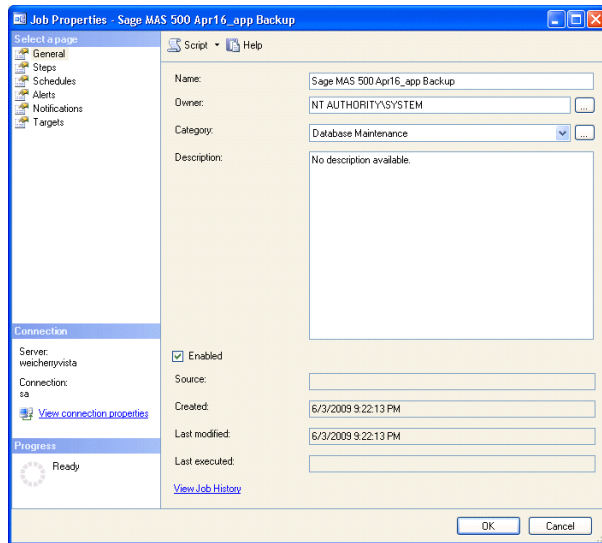 Job Properties - Sage MAS 500 Apr16_app Backup
Select a page
General
Steps
Schedules
Alerts
Notifications
Targets
Script
Help
Name:
Sage MAS 500 Apr16_app Backup
Owner:
NT AUTHORITY\SYSTEM
...
Category:
Database Maintenance
...
Description:
No description available.
Enabled
Source:
Created:
6/3/2009 9:22:13 PM
Last modified:
6/3/2009 9:22:13 PM
Last executed:
View Job History
Connection
Server:
weicherryvista
Connection:
sa
View connection properties
Progress
Ready
OK
Cancel